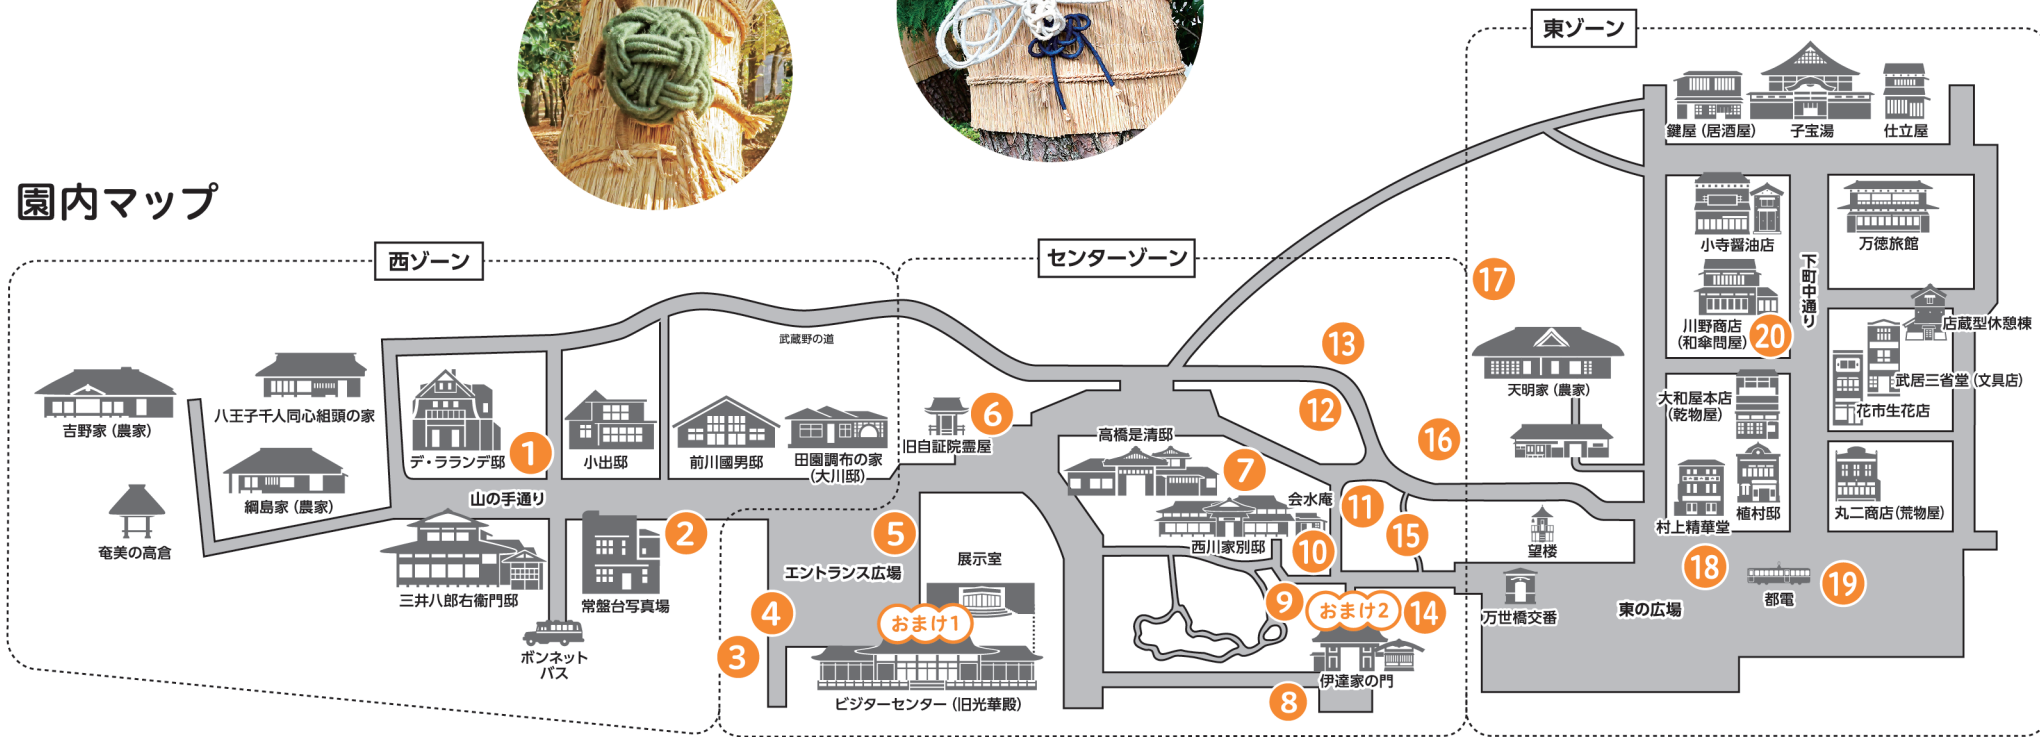 園内マップ
西ゾーン
センターゾーン
東ゾーン
鍵屋（居酒屋）
子宝湯
仕立屋
小寺醤油店
川野商店
（和傘問屋）
20
下町中通り
万徳旅館
店蔵型休憩棟
武居三省堂（文具店）
花市生花店
大和屋本店
（乾物屋）
村上精華堂
植村邸
丸二商店（荒物屋）
17
天明家（農家）
13
12
16
武蔵野の道
吉野家（農家）
八王子千人同心組頭の家
綱島家（農家）
奄美の高倉
デ・ラランデ邸
1
小出邸
前川國男邸
田園調布の家
（大川邸）
山の手通り
三井八郎右衞門邸
常盤台写真場
2
ボンネット
バス
旧自証院霊屋
6
高橋是清邸
7
会水庵
西川家別邸
10
11
15
望楼
5
エントランス広場
展示室
4
3
おまけ1
ビジターセンター（旧光華殿）
9
おまけ2
14
伊達家の門
8
万世橋交番
東の広場
18
都電
19